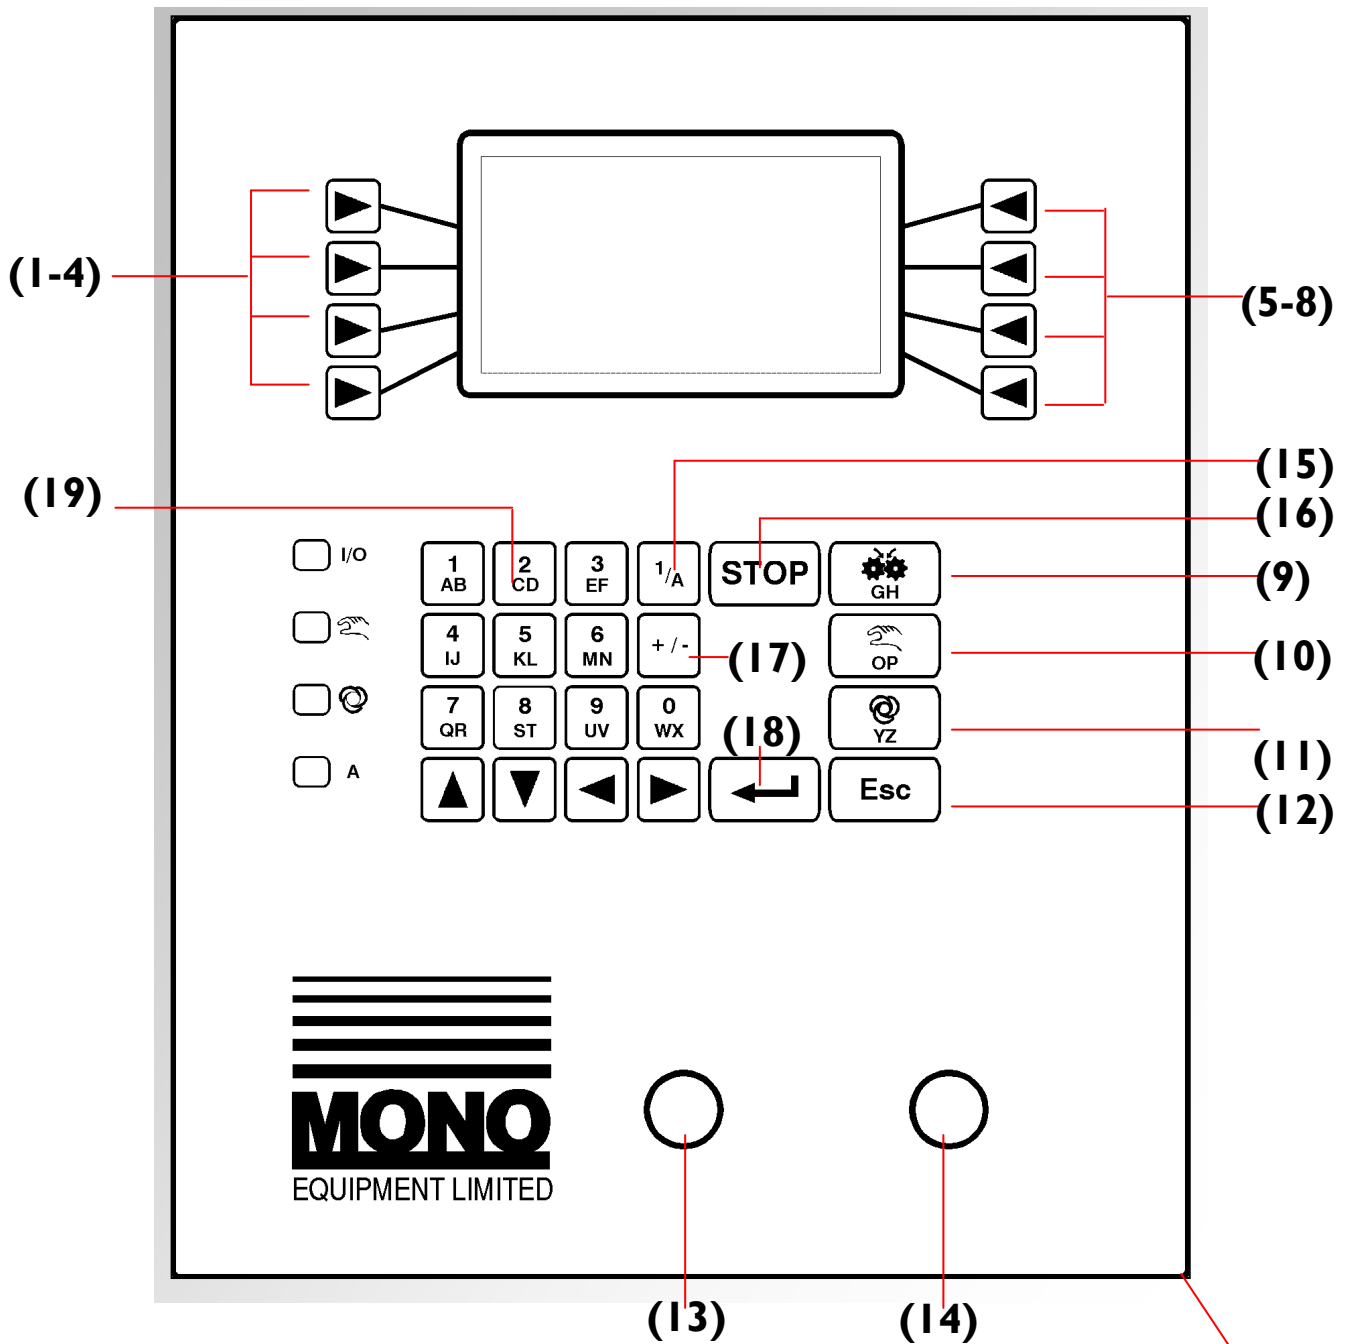 (1-4)
(5-8)
(15)
(19)
(16)
I/O
1 AB
2 CD
3 EF
1/A
STOP
GH
(9)
4 IJ
5 KL
6 MN
+ / -
(17)
OP
(10)
7 QR
8 ST
9 UV
0 WX
(18)
YZ
(11)
A
Esc
(12)
MONO
EQUIPMENT LIMITED
(13)
(14)